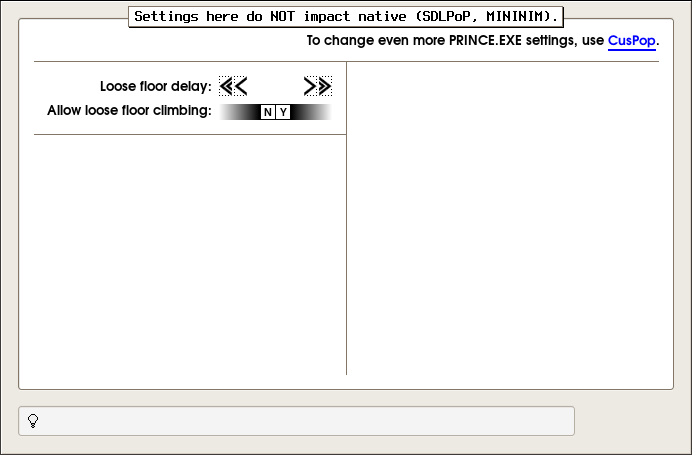 Settings here do NOT impact native (SDLPoP, MININIM).
To change even more PRINCE.EXE settings, use CusPop.
Loose floor delay:
Allow loose floor climbing: N Y